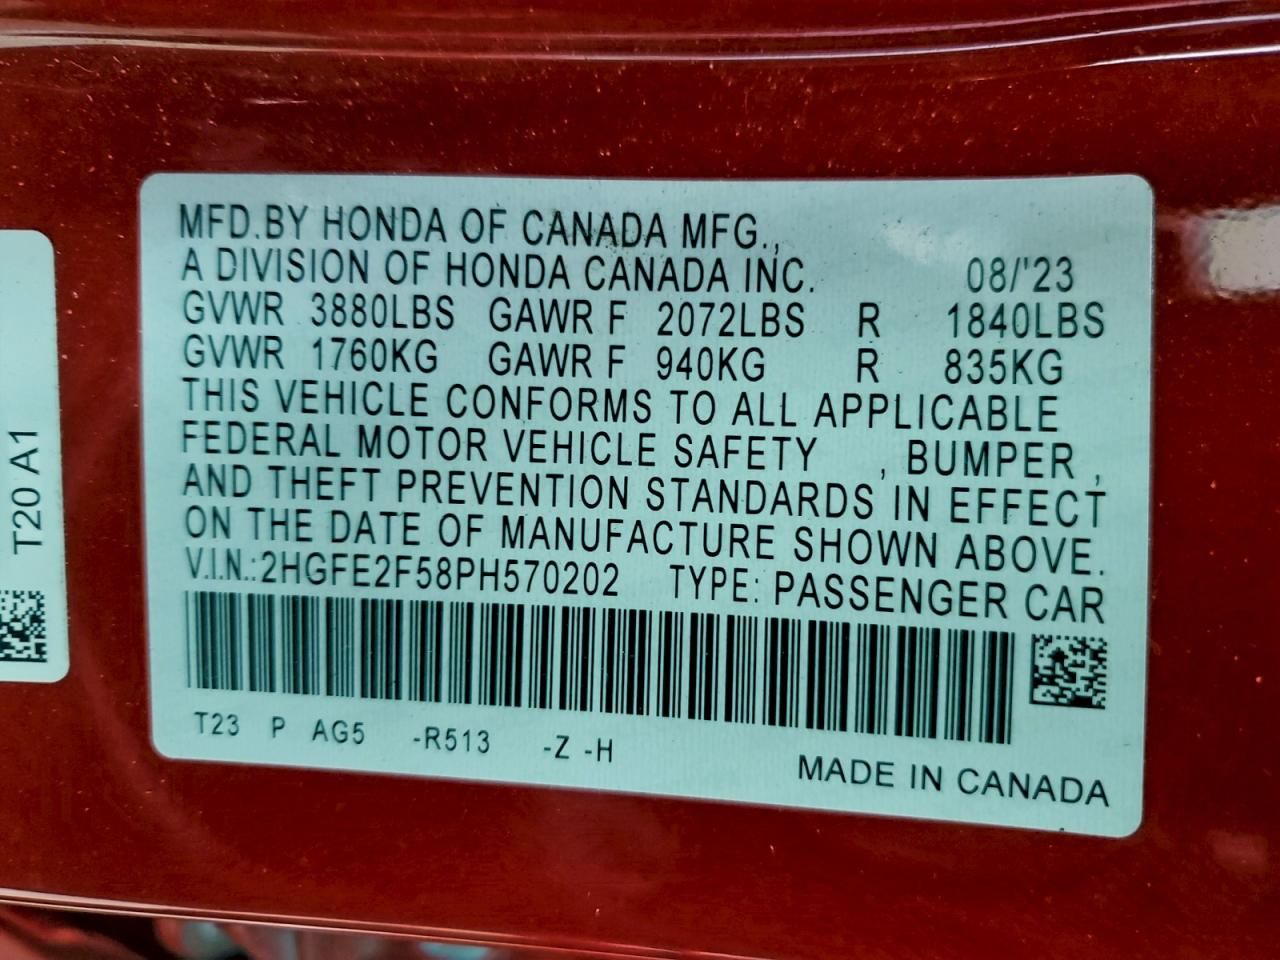 MFD.BY HONDA OF CANADA MFG.,
A DIVISION OF HONDA CANADA INC. 08/'23
GVWR 3880LBS GAWR F 2072LBS R 1840LBS
GVWR 1760KG GAWR F 940KG R 835KG
THIS VEHICLE CONFORMS TO ALL APPLICABLE
FEDERAL MOTOR VEHICLE SAFETY , BUMPER ,
AND THEFT PREVENTION STANDARDS IN EFFECT
ON THE DATE OF MANUFACTURE SHOWN ABOVE.
V.I.N.:2HGFE2F58PH570202 TYPE: PASSENGER CAR
T23 P AG5 -R513 -Z -H
MADE IN CANADA
T20 A1